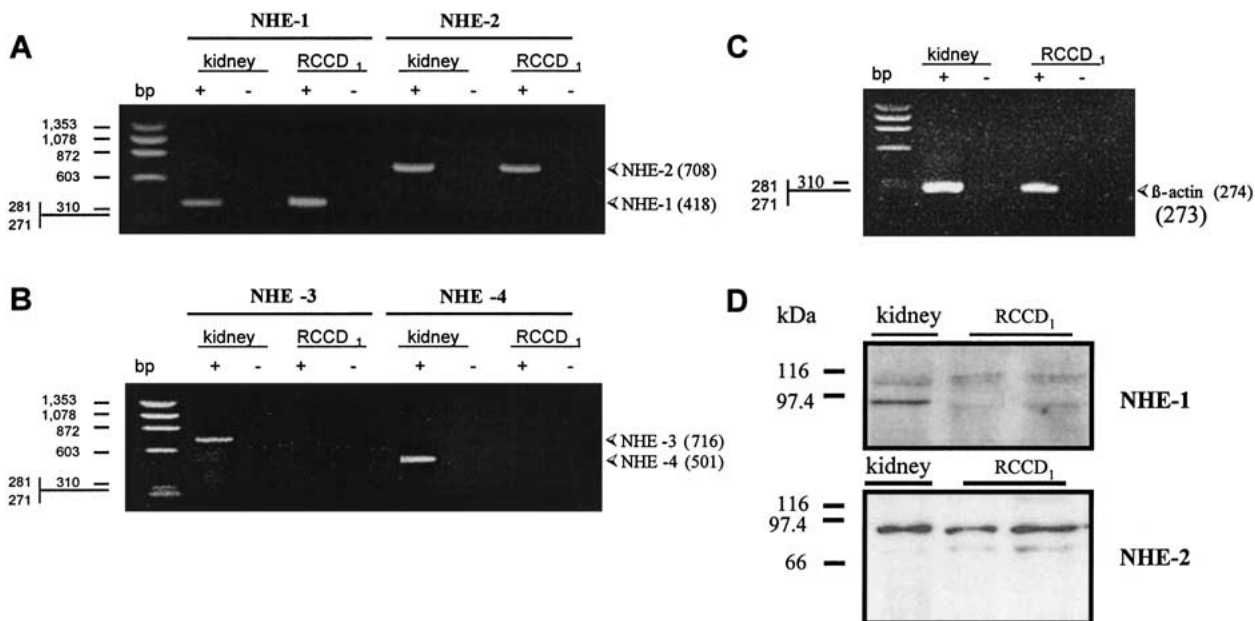 A
NHE-1 NHE-2
kidney RCCD 1 kidney RCCD 1
bp + - + - + - + -
1,353
1,078
872
603
281 310
271
NHE-2 (708)
NHE-1 (418)
B
NHE -3 NHE -4
kidney RCCD 1 kidney RCCD 1
bp + - + - + - + -
1,353
1,078
872
603
281 310
271
NHE -3 (716)
NHE -4 (501)
C
kidney RCCD 1
bp + - + -
281 310
271
ß-actin (274)
(273)
D
kDa kidney RCCD1
116
97.4
NHE-1
kidney RCCD1
116
97.4
66
NHE-2